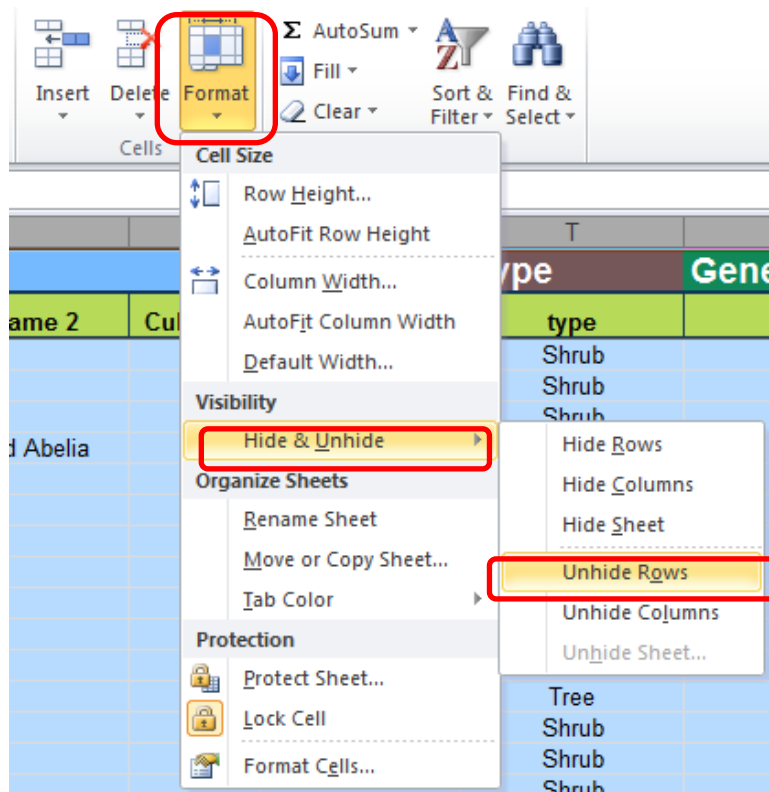 Σ AutoSum
Insert Delete Format Fill Sort & Find &
Clear Filter Select
Cells
Cell Size
Row Height...
AutoFit Row Height
T
Column Width...
AutoFit Column Width
Default Width...
ype Gene
ame 2 Cul type
Shrub
Shrub
Shrub
Visibility
Hide & Unhide
d Abelia
Hide Rows
Hide Columns
Hide Sheet
Unhide Rows
Unhide Columns
Unhide Sheet...
Organize Sheets
Rename Sheet
Move or Copy Sheet...
Tab Color
Protection
Protect Sheet...
Lock Cell
Format Cells...
Tree
Shrub
Shrub
Shrub